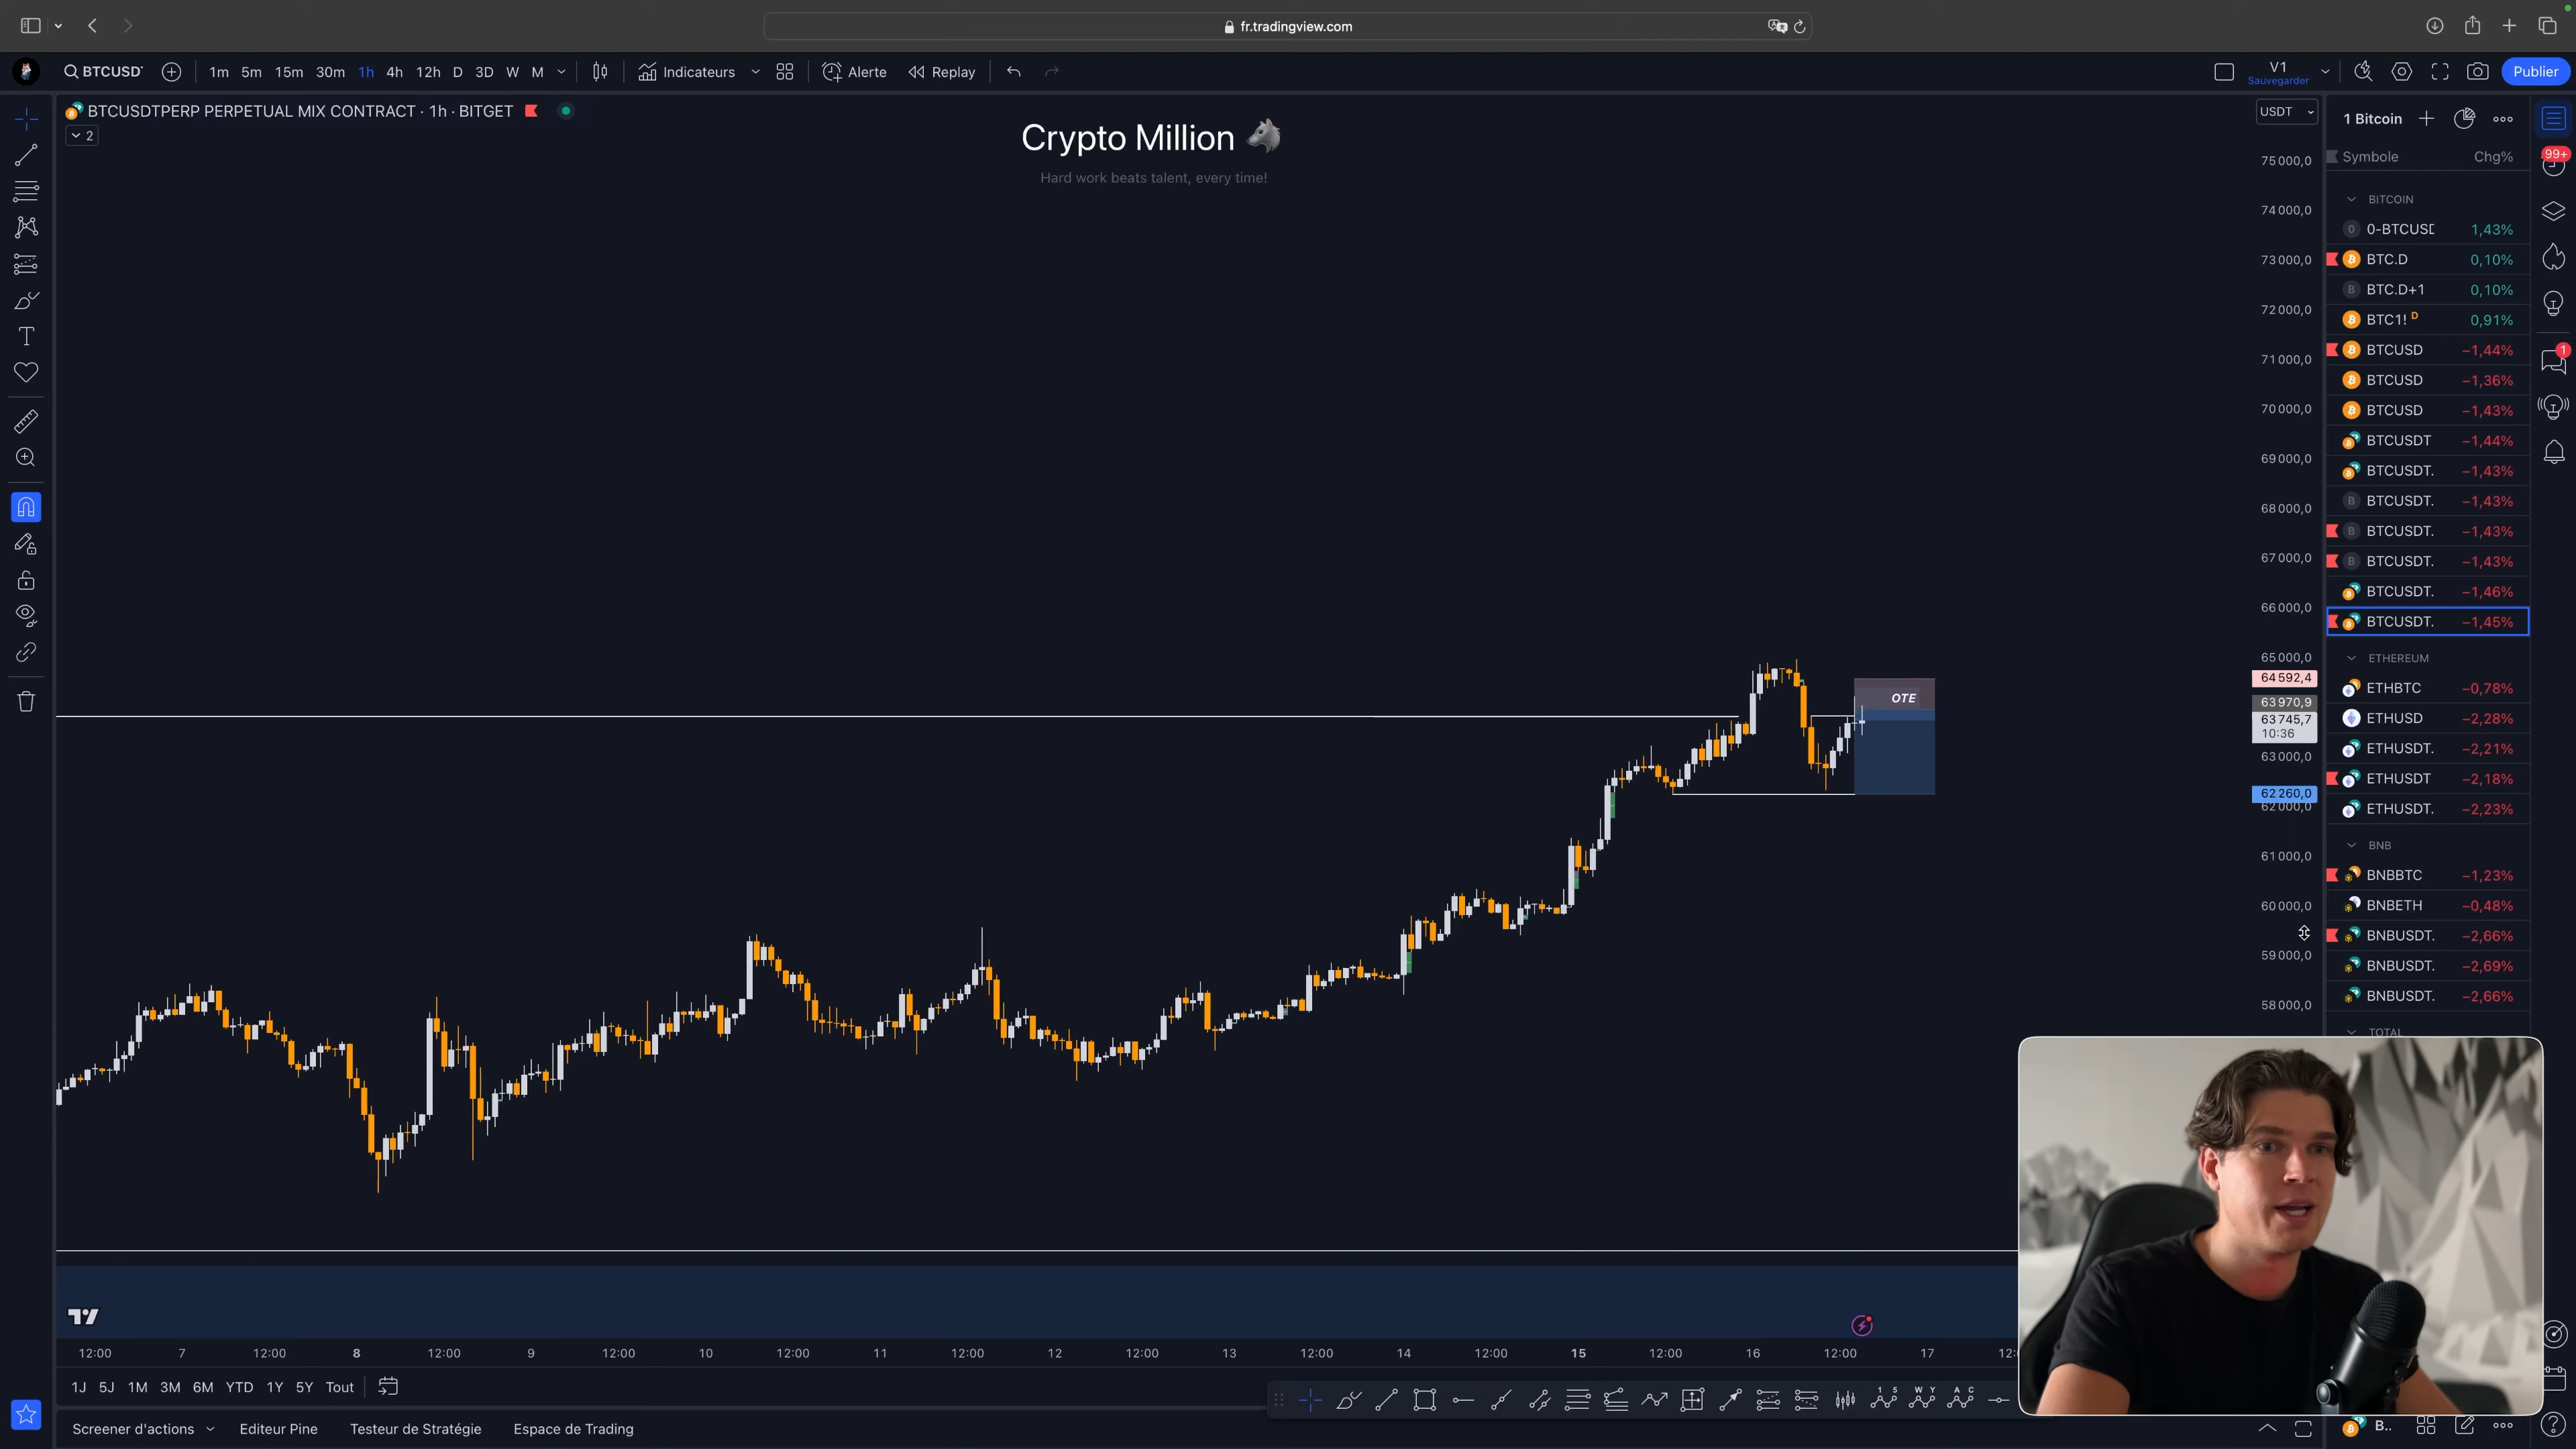 fr.tradingview.com
BTCUSDT 1m 5m 15m 30m 1h 4h 12h D 3D W M Indicateurs Alerte Replay V1 Sauvegarder Publier
BTCUSDTPERP PERPETUAL MIX CONTRACT · 1h · BITGET
2
Crypto Million
Hard work beats talent, every time!
USDT
75 000,0
74 000,0
73 000,0
72 000,0
71 000,0
70 000,0
69 000,0
68 000,0
67 000,0
66 000,0
65 000,0
64 592,4
63 970,9
63 745,7
10:36
63 000,0
62 260,0
62 000,0
61 000,0
60 000,0
59 000,0
58 000,0
OTE
1 Bitcoin
99+
Symbole Chg%
BITCOIN
0-BTCUSD 1,43%
BTC.D 0,10%
BTC.D+1 0,10%
BTC1! D 0,91%
BTCUSD −1,44%
1
BTCUSD −1,36%
BTCUSD −1,43%
BTCUSDT −1,44%
BTCUSDT. −1,43%
B BTCUSDT. −1,43%
B BTCUSDT. −1,43%
B BTCUSDT. −1,43%
BTCUSDT. −1,46%
BTCUSDT. −1,45%
ETHEREUM
ETHBTC −0,78%
ETHUSD −2,28%
ETHUSDT. −2,21%
ETHUSDT −2,18%
ETHUSDT. −2,23%
BNB
BNBBTC −1,23%
BNBETH −0,48%
BNBUSDT. −2,66%
BNBUSDT. −2,69%
BNBUSDT. −2,66%
TOTAL
12:00 7 12:00 8 12:00 9 12:00 10 12:00 11 12:00 12 12:00 13 12:00 14 12:00 15 12:00 16 12:00 17
1J 5J 1M 3M 6M YTD 1Y 5Y Tout
Screener d'actions Editeur Pine Testeur de Stratégie Espace de Trading
B..